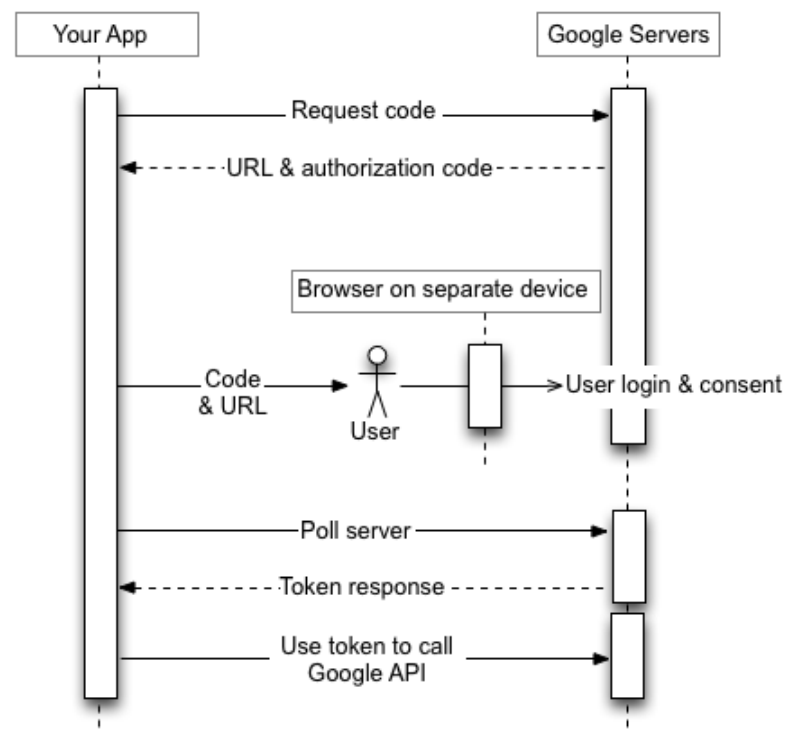 Your App
Google Servers
Request code
URL & authorization code
Browser on separate device
Code
& URL
User
User login & consent
Poll server
Token response
Use token to call
Google API